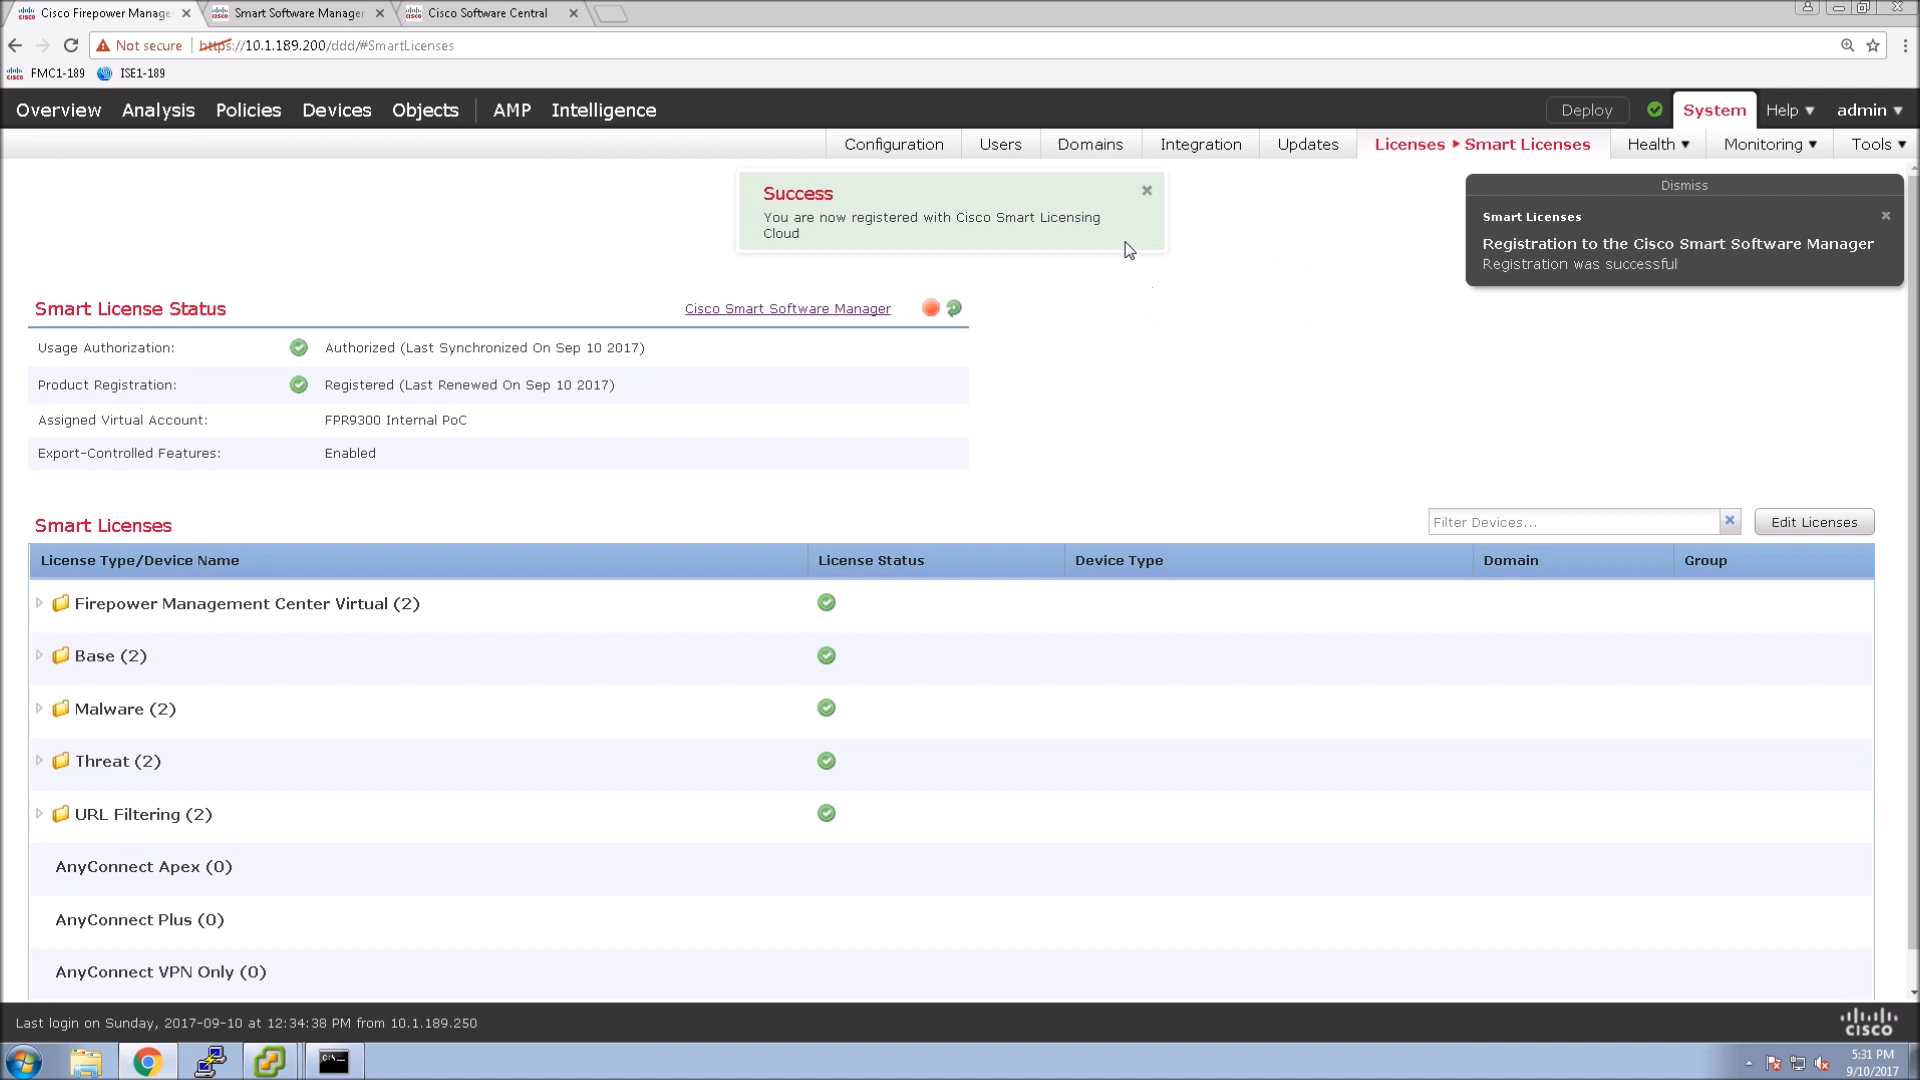 Cisco Firepower Manage
Smart Software Manager
Cisco Software Central
Not secure
https://10.1.189.200/ddd/#SmartLicenses
FMC1-189
ISE1-189
Overview
Analysis
Policies
Devices
Objects
AMP
Intelligence
Deploy
System
Help
admin
Configuration
Users
Domains
Integration
Updates
Licenses
Smart Licenses
Health
Monitoring
Tools
Success
You are now registered with Cisco Smart Licensing
Cloud
Dismiss
Smart Licenses
Registration to the Cisco Smart Software Manager
Registration was successful
Smart License Status
Cisco Smart Software Manager
Usage Authorization:
Authorized (Last Synchronized On Sep 10 2017)
Product Registration:
Registered (Last Renewed On Sep 10 2017)
Assigned Virtual Account:
FPR9300 Internal PoC
Export-Controlled Features:
Enabled
Smart Licenses
Filter Devices...
Edit Licenses
License Type/Device Name
License Status
Device Type
Domain
Group
Firepower Management Center Virtual (2)
Base (2)
Malware (2)
Threat (2)
URL Filtering (2)
AnyConnect Apex (0)
AnyConnect Plus (0)
AnyConnect VPN Only (0)
Last login on Sunday, 2017-09-10 at 12:34:38 PM from 10.1.189.250
CISCO
C:\_
5:31 PM
9/10/2017